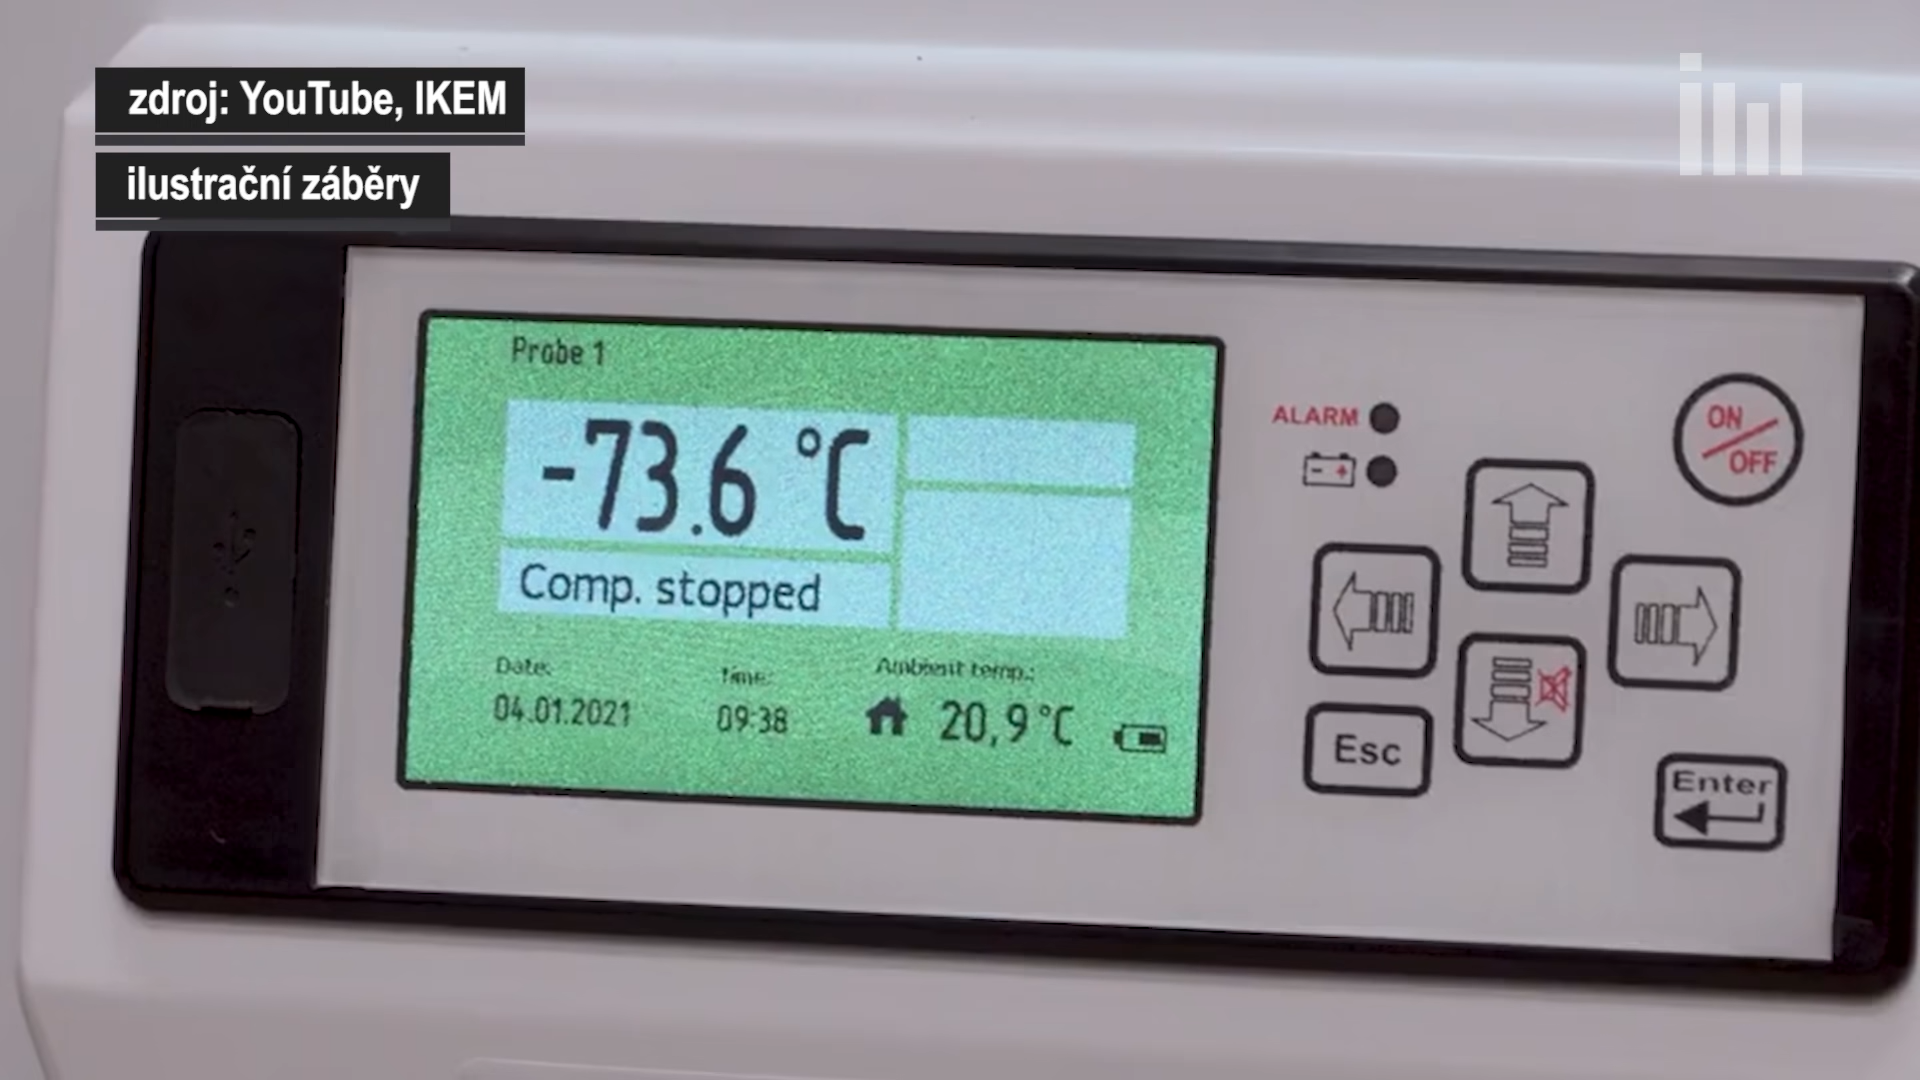 zdroj: YouTube, IKEM
ilustrační záběry
Probe 1
-73.6 °C
Comp. stopped
Date: Time: Ambient temp.:
04.01.2021 09:38 20,9°C
ALARM
ON
OFF
Esc
Enter